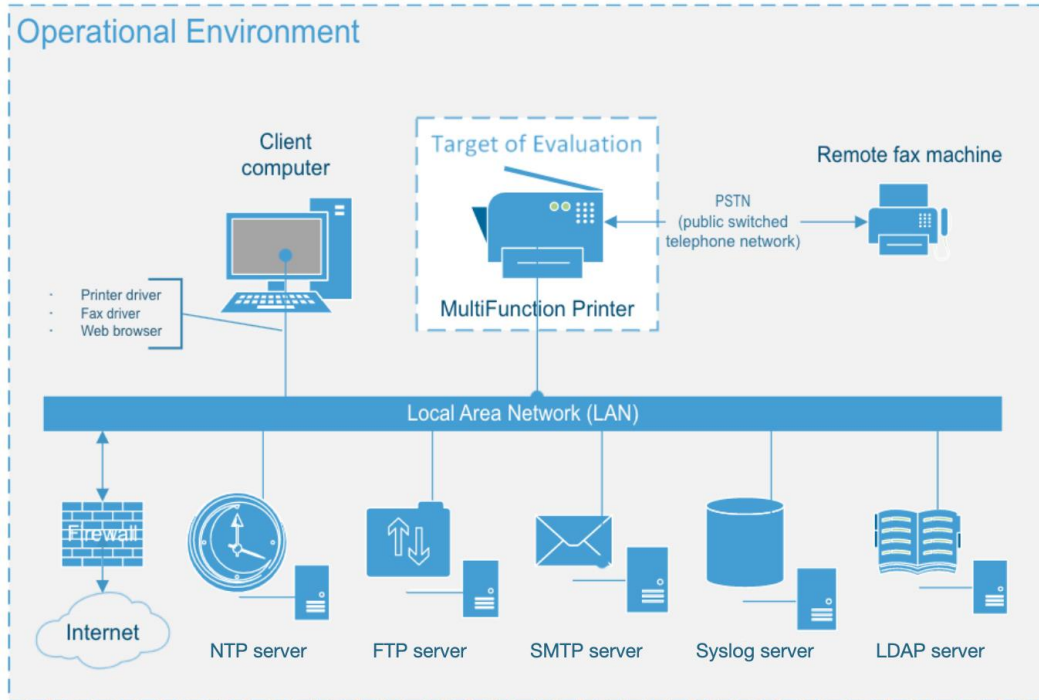 Operational Environment
Client
computer
Target of Evaluation
MultiFunction Printer
PSTN
(public switched
telephone network)
Remote fax machine
· Printer driver
· Fax driver
· Web browser
Local Area Network (LAN)
Firewall
Internet
NTP server
FTP server
SMTP server
Syslog server
LDAP server